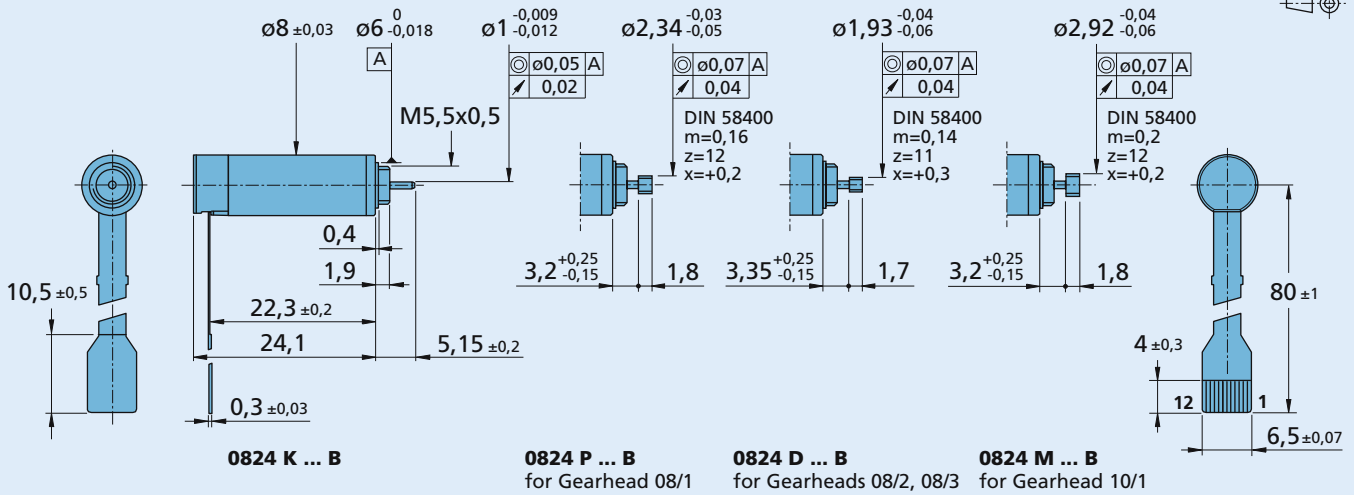 ø8 ±0,03
ø6 0 -0,018
ø1 -0,009 -0,012
ø2,34 -0,03 -0,05
ø1,93 -0,04 -0,06
ø2,92 -0,04 -0,06
A
ø0,05 A
0,02
ø0,07 A
0,04
ø0,07 A
0,04
ø0,07 A
0,04
M5,5x0,5
DIN 58400
m=0,16
z=12
x=+0,2
DIN 58400
m=0,14
z=11
x=+0,3
DIN 58400
m=0,2
z=12
x=+0,2
0,4
1,9
10,5 ±0,5
22,3 ±0,2
24,1
5,15 ±0,2
0,3 ±0,03
3,2 +0,25 -0,15
1,8
3,35 +0,25 -0,15
1,7
3,2 +0,25 -0,15
1,8
80 ±1
4 ±0,3
12
1
6,5 ±0,07
0824 K ... B
0824 P ... B
for Gearhead 08/1
0824 D ... B
for Gearheads 08/2, 08/3
0824 M ... B
for Gearhead 10/1